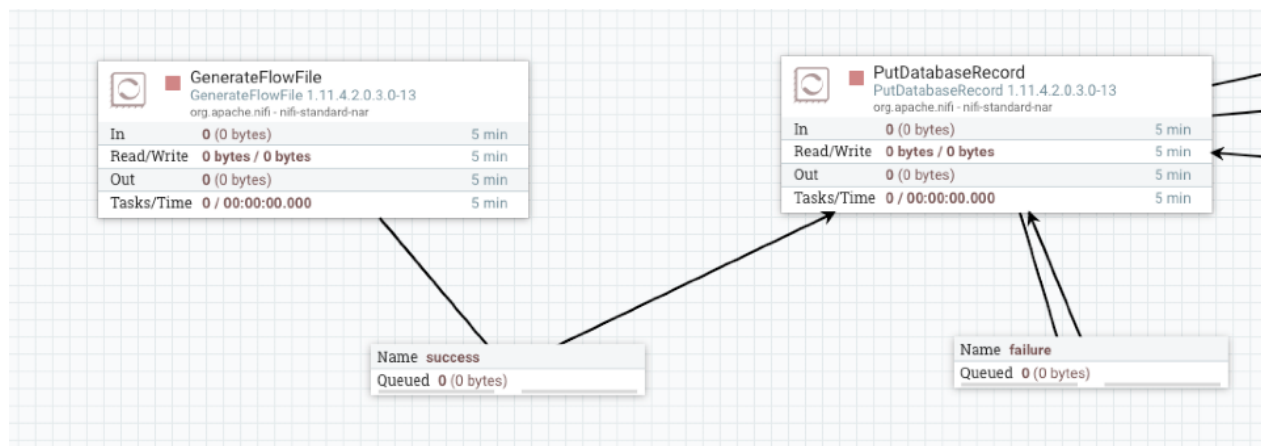 GenerateFlowFile
GenerateFlowFile 1.11.4.2.0.3.0-13
org.apache.nifi - nifi-standard-nar
In 0 (0 bytes) 5 min
Read/Write 0 bytes / 0 bytes 5 min
Out 0 (0 bytes) 5 min
Tasks/Time 0 / 00:00:00.000 5 min
PutDatabaseRecord
PutDatabaseRecord 1.11.4.2.0.3.0-13
org.apache.nifi - nifi-standard-nar
In 0 (0 bytes) 5 min
Read/Write 0 bytes / 0 bytes 5 min
Out 0 (0 bytes) 5 min
Tasks/Time 0 / 00:00:00.000 5 min
Name success
Queued 0 (0 bytes)
Name failure
Queued 0 (0 bytes)